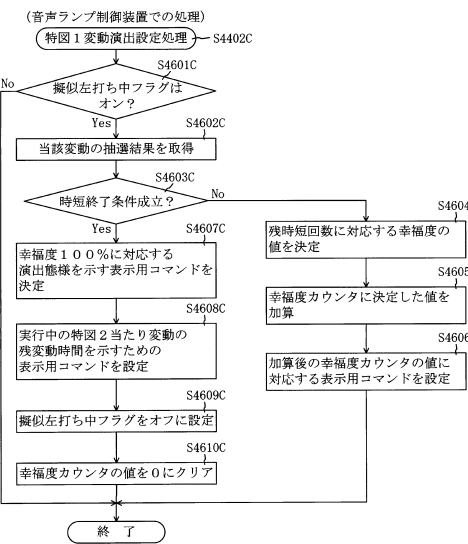 (音声ランプ制御装置での処理)
特図1変動演出設定処理
S4402C
S4601C
擬似左打ち中フラグは
オン?
No
Yes
S4602C
当該変動の抽選結果を取得
S4603C
時短終了条件成立?
No
Yes
S4607C
幸福度100%に対応する
演出態様を示す表示用コマンドを
決定
S4608C
実行中の特図2当たり変動の
残変動時間を示すための
表示用コマンドを設定
S4609C
擬似左打ち中フラグをオフに設定
S4610C
幸福度カウンタの値を0にクリア
S4604
残時短回数に対応する幸福度の
値を決定
S4605
幸福度カウンタに決定した値を
加算
S4606
加算後の幸福度カウンタの値に
対応する表示用コマンドを設定
終 了